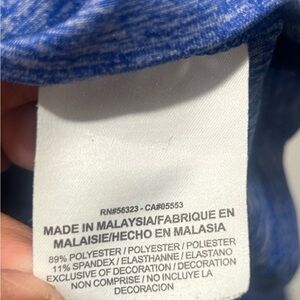 RN#56323 - CA#05553
MADE IN MALAYSIA/FABRIQUE EN
MALAISIE/HECHO EN MALASIA
89% POLYESTER / POLYESTER / POLIESTER
11% SPANDEX / ELASTHANNE / ELASTANO
EXCLUSIVE OF DECORATION / DECORATION
NON COMPRISE / NO INCLUYE LA
DECORACION